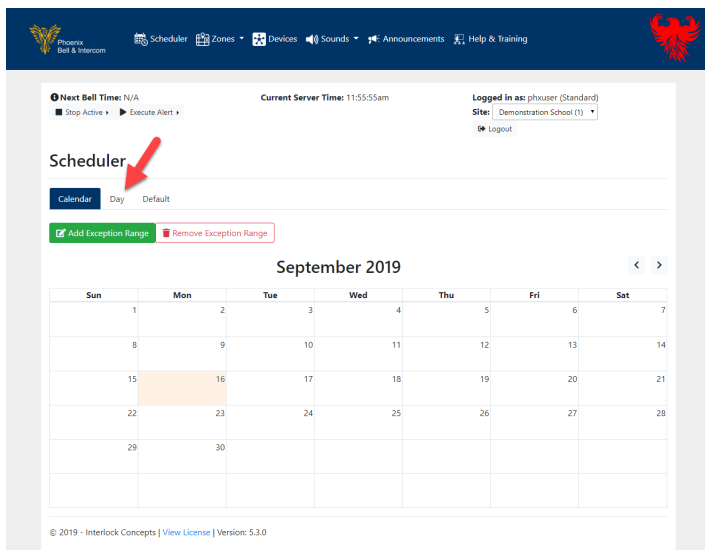 Phoenix
Bell & Intercom
Scheduler Zones Devices Sounds Announcements Help & Training
Next Bell Time: N/A Current Server Time: 11:55:55am Logged in as: phxuser (Standard)
Stop Active Execute Alert Site: Demonstration School (1)
Logout
Scheduler
Calendar Day Default
Add Exception Range Remove Exception Range
September 2019
Sun Mon Tue Wed Thu Fri Sat
1 2 3 4 5 6 7
8 9 10 11 12 13 14
15 16 17 18 19 20 21
22 23 24 25 26 27 28
29 30
© 2019 - Interlock Concepts | View License | Version: 5.3.0